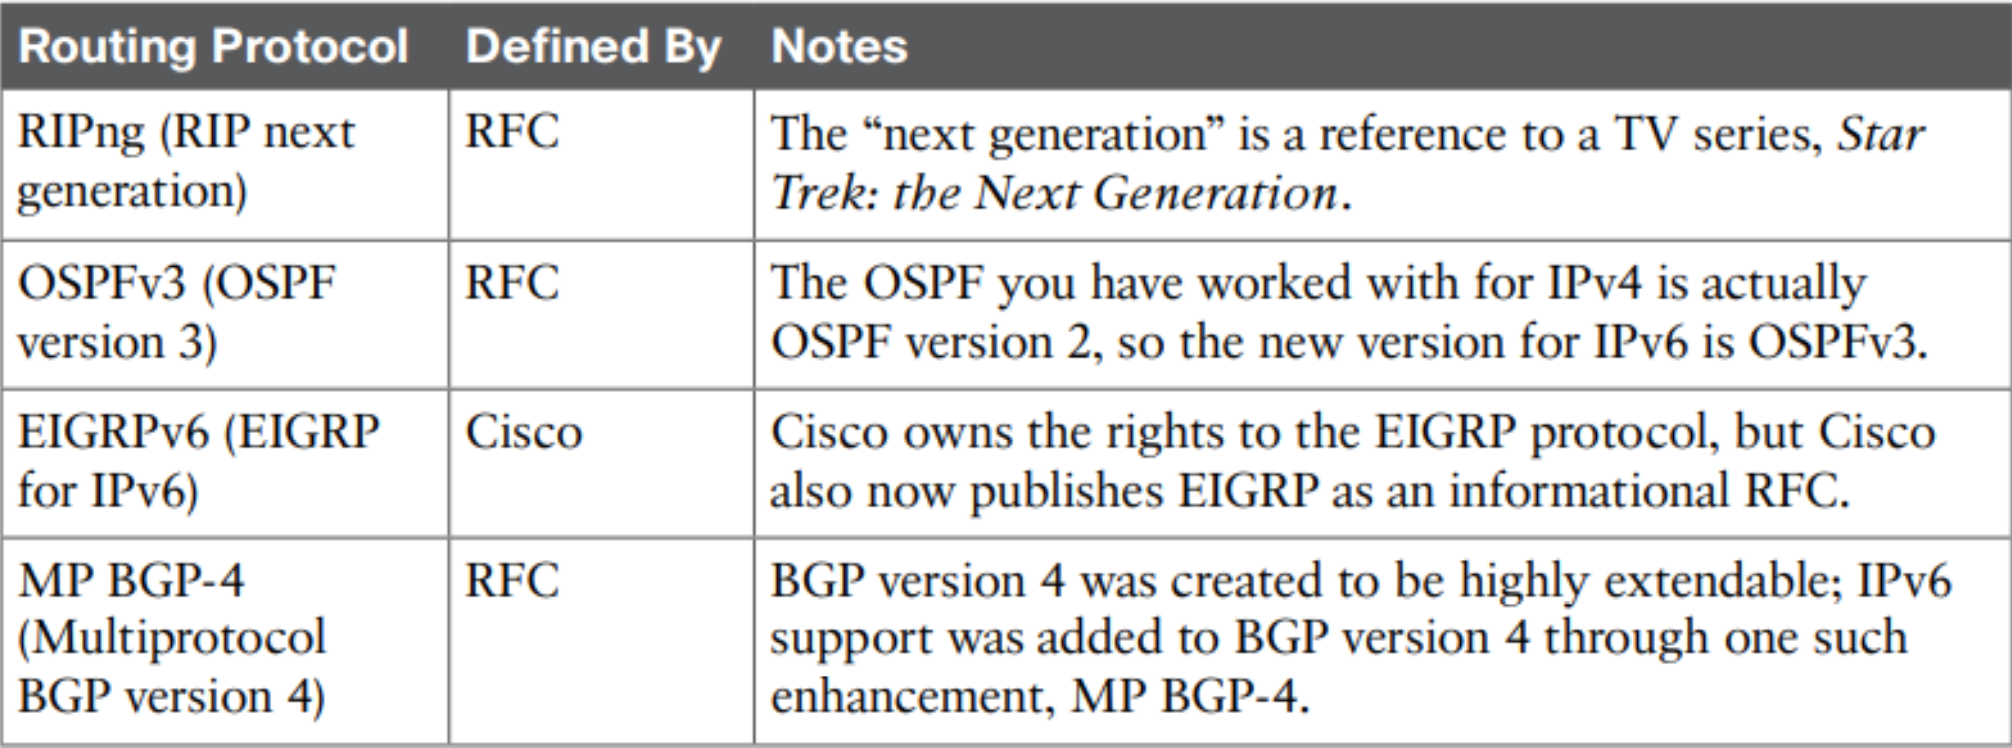 Routing Protocol Defined By Notes
RIPng (RIP next RFC The “next generation” is a reference to a TV series, Star
generation) Trek: the Next Generation.
OSPFv3 (OSPF RFC The OSPF you have worked with for IPv4 is actually
version 3) OSPF version 2, so the new version for IPv6 is OSPFv3.
EIGRPv6 (EIGRP Cisco Cisco owns the rights to the EIGRP protocol, but Cisco
for IPv6) also now publishes EIGRP as an informational RFC.
MP BGP-4 RFC BGP version 4 was created to be highly extendable; IPv6
(Multiprotocol support was added to BGP version 4 through one such
BGP version 4) enhancement, MP BGP-4.